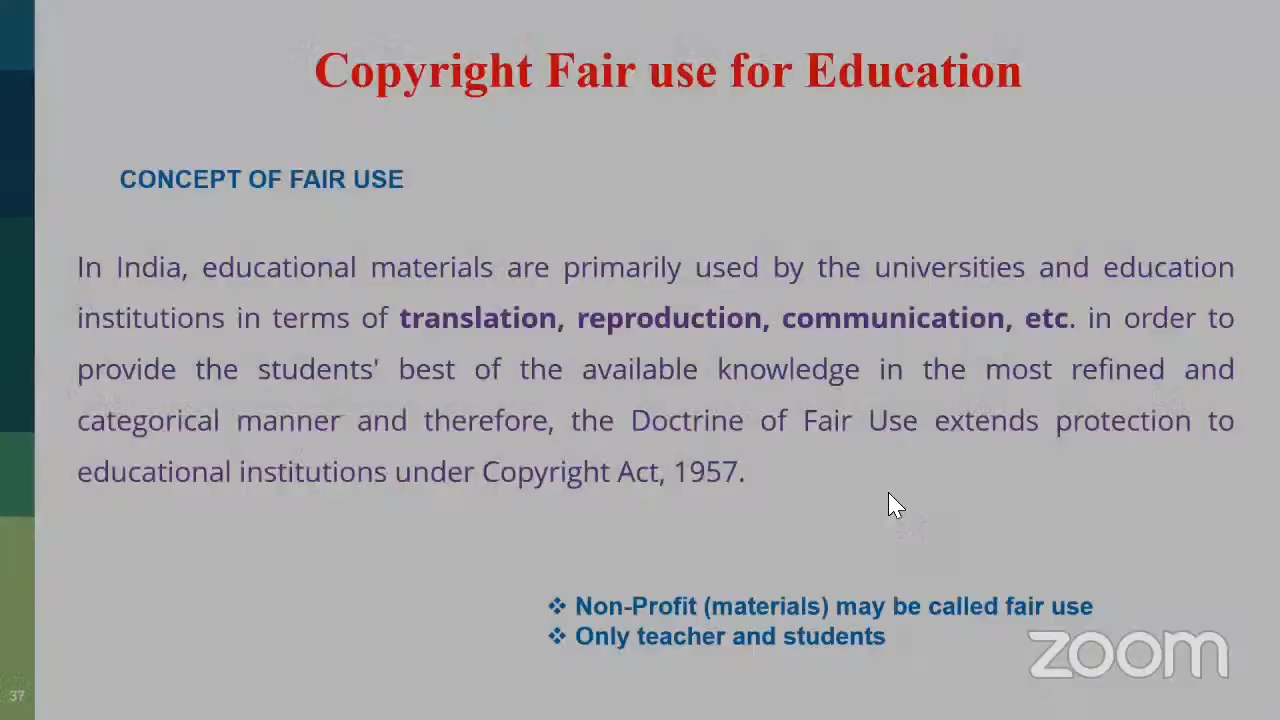 Copyright Fair use for Education
CONCEPT OF FAIR USE
In India, educational materials are primarily used by the universities and education
institutions in terms of translation, reproduction, communication, etc. in order to
provide the students' best of the available knowledge in the most refined and
categorical manner and therefore, the Doctrine of Fair Use extends protection to
educational institutions under Copyright Act, 1957.
❖ Non-Profit (materials) may be called fair use
❖ Only teacher and students
zoom
37